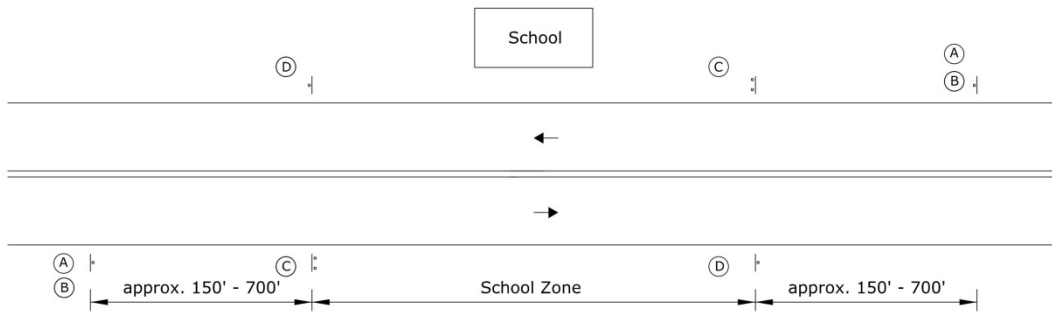 School
D
C
A
B
A
B
C
D
approx. 150' - 700'
School Zone
approx. 150' - 700'